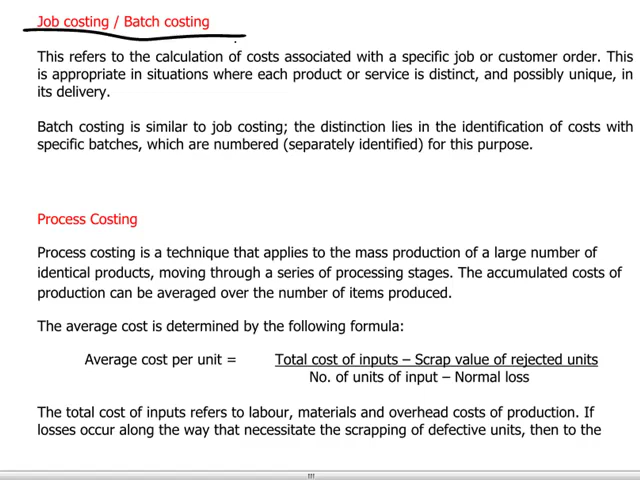 Job costing / Batch costing
This refers to the calculation of costs associated with a specific job or customer order. This
is appropriate in situations where each product or service is distinct, and possibly unique, in
its delivery.
Batch costing is similar to job costing; the distinction lies in the identification of costs with
specific batches, which are numbered (separately identified) for this purpose.
Process Costing
Process costing is a technique that applies to the mass production of a large number of
identical products, moving through a series of processing stages. The accumulated costs of
production can be averaged over the number of items produced.
The average cost is determined by the following formula:
Average cost per unit = Total cost of inputs – Scrap value of rejected units
No. of units of input – Normal loss
The total cost of inputs refers to labour, materials and overhead costs of production. If
losses occur along the way that necessitate the scrapping of defective units, then to the